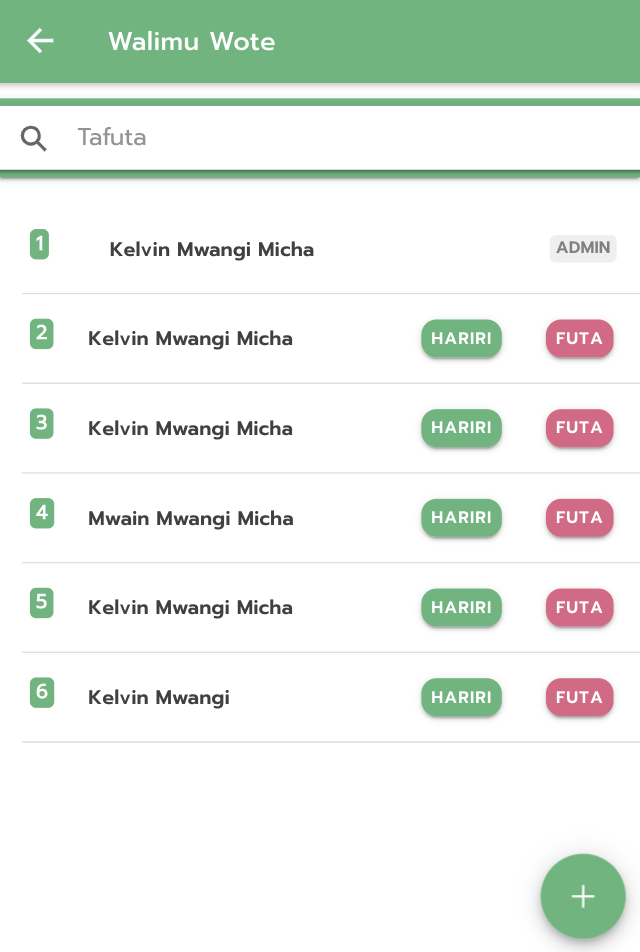 Walimu Wote
Tafuta
1 Kelvin Mwangi Micha ADMIN
2 Kelvin Mwangi Micha HARIRI FUTA
3 Kelvin Mwangi Micha HARIRI FUTA
4 Mwain Mwangi Micha HARIRI FUTA
5 Kelvin Mwangi Micha HARIRI FUTA
6 Kelvin Mwangi HARIRI FUTA